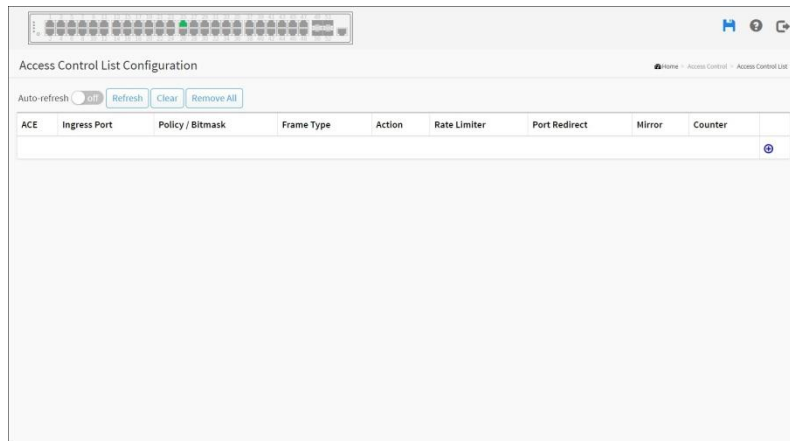 Access Control List Configuration
Home > Access Control > Access Control List
Auto-refresh off Refresh Clear Remove All
ACE Ingress Port Policy / Bitmask Frame Type Action Rate Limiter Port Redirect Mirror Counter